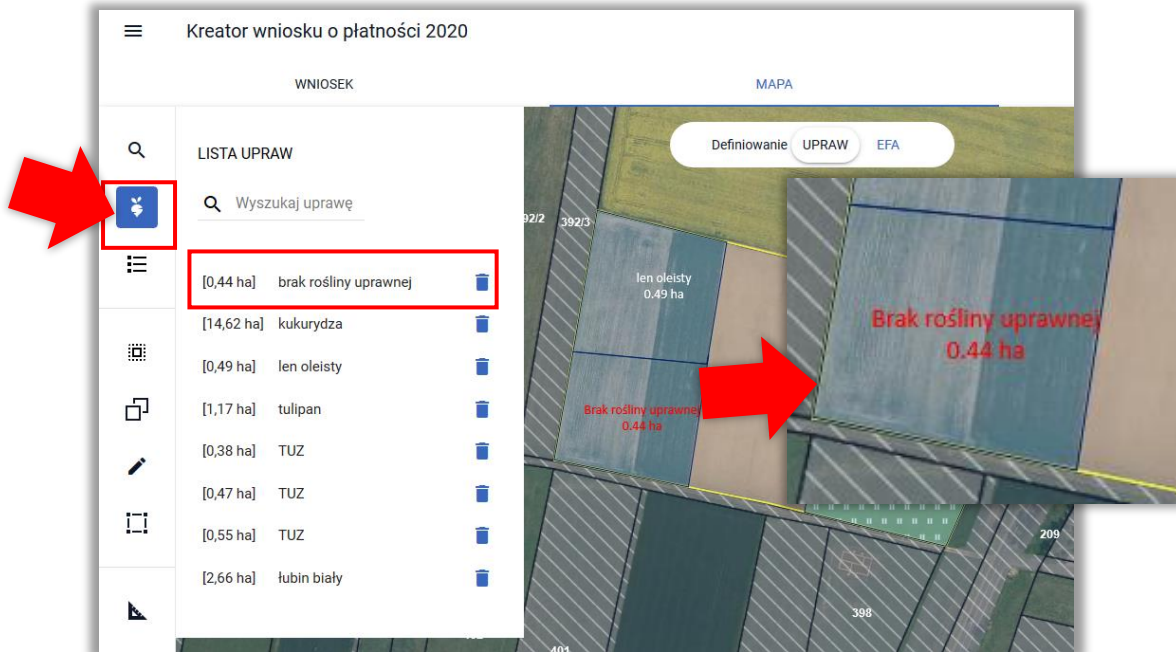 Kreator wniosku o płatności 2020
WNIOSEK
MAPA
LISTA UPRAW
Wyszukaj uprawę
[0,44 ha] brak rośliny uprawnej
[14,62 ha] kukurydza
[0,49 ha] len oleisty
[1,17 ha] tulipan
[0,38 ha] TUZ
[0,47 ha] TUZ
[0,55 ha] TUZ
[2,66 ha] łubin biały
Definiowanie UPRAW EFA
92/2
392/3
len oleisty
0.49 ha
Brak rośliny uprawnej
0.44 ha
Brak rośliny uprawnej
0.44 ha
209
398
401